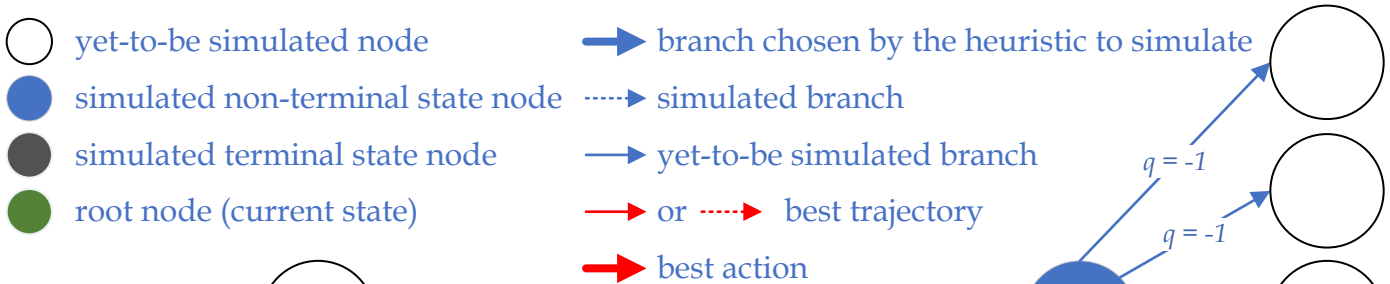 yet-to-be simulated node
branch chosen by the heuristic to simulate
simulated non-terminal state node
simulated branch
simulated terminal state node
yet-to-be simulated branch
q = -1
root node (current state)
or
best trajectory
q = -1
best action